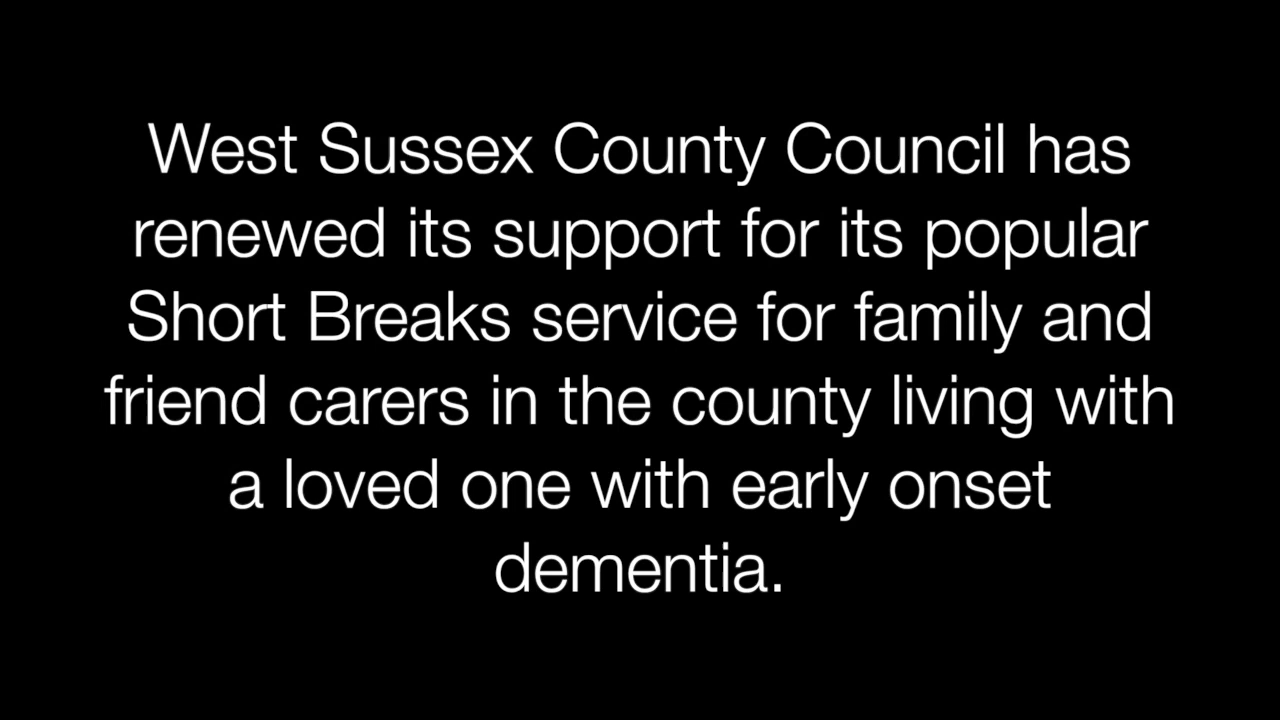 West Sussex County Council has
renewed its support for its popular
Short Breaks service for family and
friend carers in the county living with
a loved one with early onset
dementia.